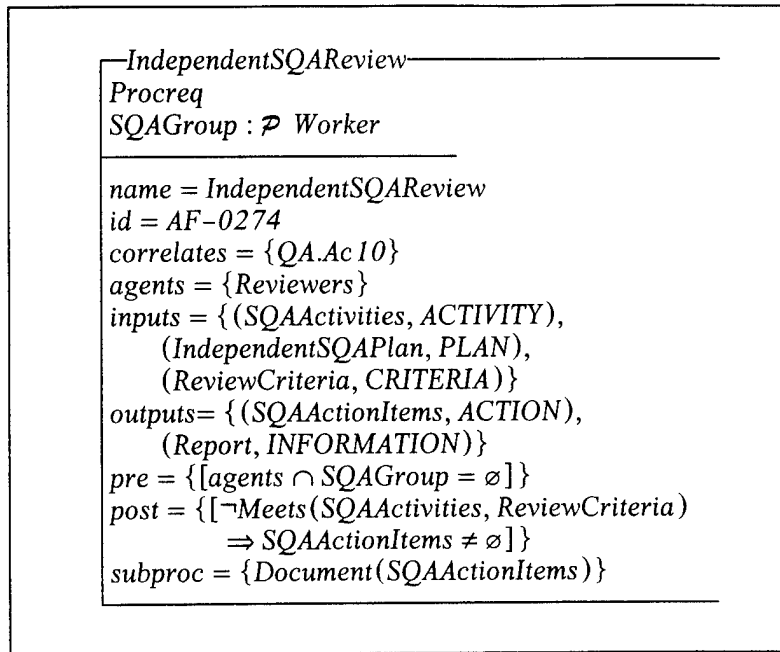 IndependentSQAReview
Procreq
SQAGroup : 𝒫 Worker
name = IndependentSQAReview
id = AF-0274
correlates = {QA.Ac10}
agents = {Reviewers}
inputs = {(SQAActivities, ACTIVITY),
(IndependentSQAPlan, PLAN),
(ReviewCriteria, CRITERIA)}
outputs= {(SQAActionItems, ACTION),
(Report, INFORMATION)}
pre = {[agents ∩ SQAGroup = ∅]}
post = {[¬Meets(SQAActivities, ReviewCriteria)
⇒ SQAActionItems ≠ ∅]}
subproc = {Document(SQAActionItems)}